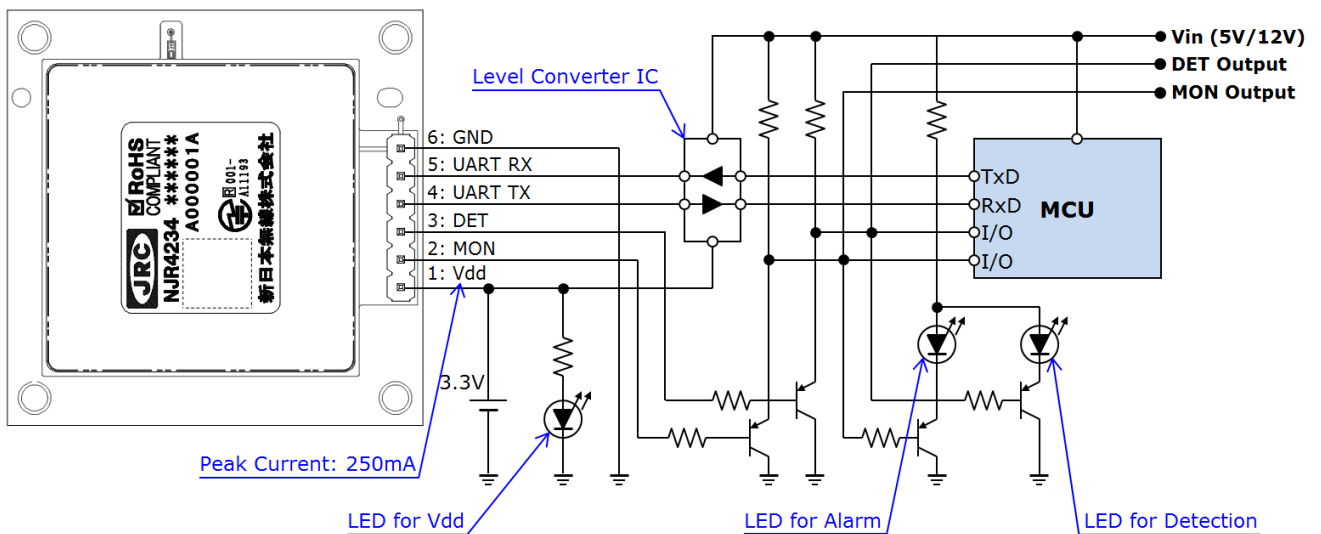 JRC
NJR4234 ******
RoHS
COMPLIANT
A000001A
R 001-
A11193
新日本無線株式会社
6: GND
5: UART RX
4: UART TX
3: DET
2: MON
1: Vdd
Level Converter IC
Vin (5V/12V)
DET Output
MON Output
TxD
RxD
I/O
I/O
MCU
3.3V
Peak Current: 250mA
LED for Vdd
LED for Alarm
LED for Detection